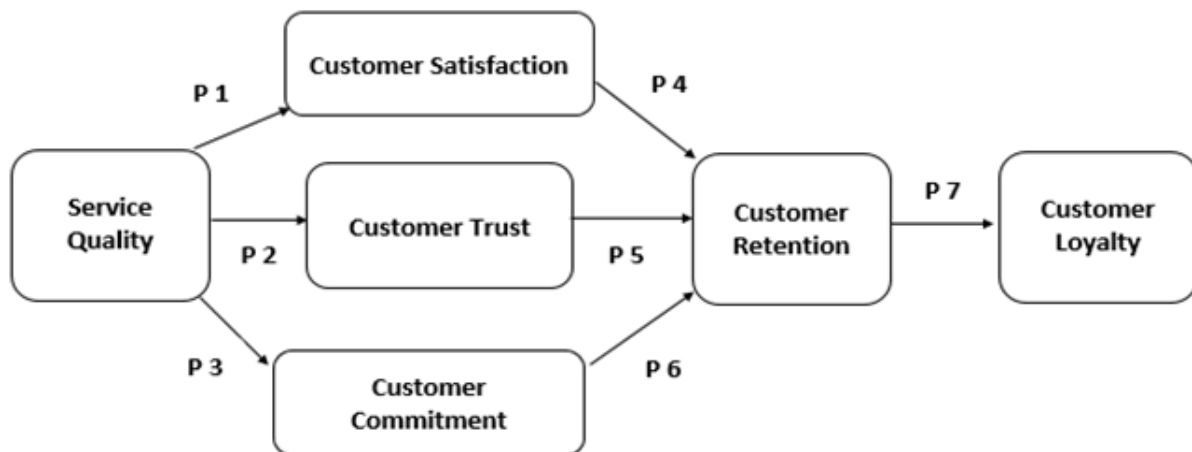 Customer Satisfaction
P 1
P 4
Service
Quality
P 2
Customer Trust
P 5
Customer
Retention
P 7
Customer
Loyalty
P 3
Customer
Commitment
P 6